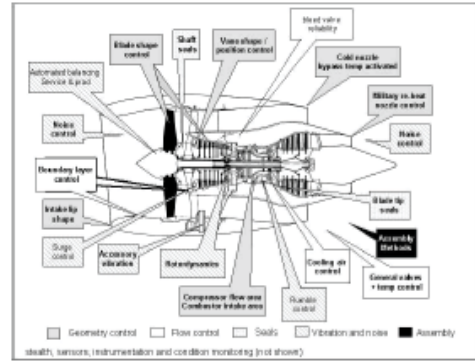 Bleed valve
reliability
Blade shape
control
Shaft
seals
Vane shape /
position control
Cold nozzle
bypass temp activated
Automated balancing
Service & prod
Military re-heat
nozzle control
Noise
control
Noise
control
Boundary layer
control
Intake lip
shape
Blade tip
seals
Surge
control
Accessory
vibration
Rotordynamics
Cooling air
control
Assembly
Methods
General valves
+ temp control
Compressor flow area
Combustor intake area
Rumble
control
Geometry control
Flow control
Seals
Vibration and noise
Assembly
stealth, sensors, instrumentation and condition monitoring (not shown)